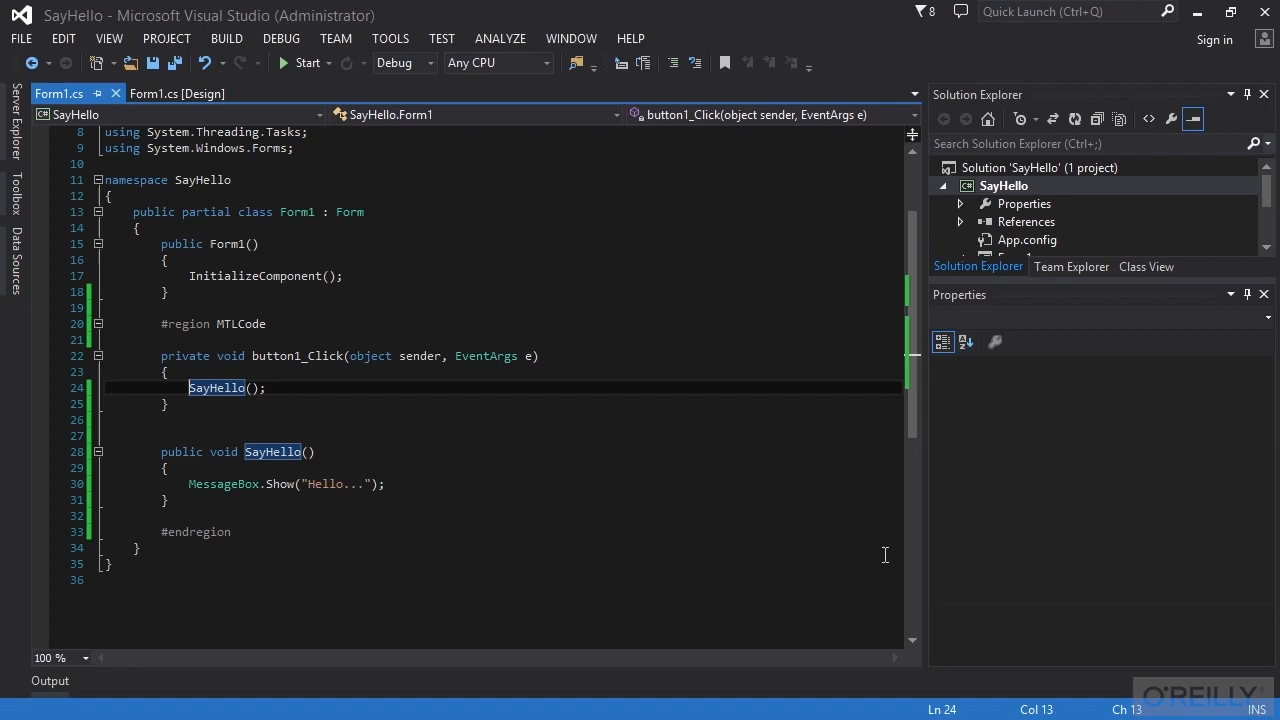 SayHello - Microsoft Visual Studio (Administrator)
8
Quick Launch (Ctrl+Q)
FILE EDIT VIEW PROJECT BUILD DEBUG TEAM TOOLS TEST ANALYZE WINDOW HELP
Sign in
Start Debug Any CPU
Server Explorer
Toolbox
Data Sources
Form1.cs Form1.cs [Design]
SayHello SayHello.Form1 button1_Click(object sender, EventArgs e)
8 using System.Threading.Tasks;
9 using System.Windows.Forms;
10
11 namespace SayHello
12 {
13 public partial class Form1 : Form
14 {
15 public Form1()
16 {
17 InitializeComponent();
18 }
19
20 #region MTLCode
21
22 private void button1_Click(object sender, EventArgs e)
23 {
24 SayHello();
25 }
26
27
28 public void SayHello()
29 {
30 MessageBox.Show("Hello...");
31 }
32
33 #endregion
34 }
35 }
36
100 %
Output
Solution Explorer
Search Solution Explorer (Ctrl+;)
Solution 'SayHello' (1 project)
C# SayHello
Properties
References
App.config
Solution Explorer Team Explorer Class View
Properties
O'REILLY
Ln 24 Col 13 Ch 13 INS